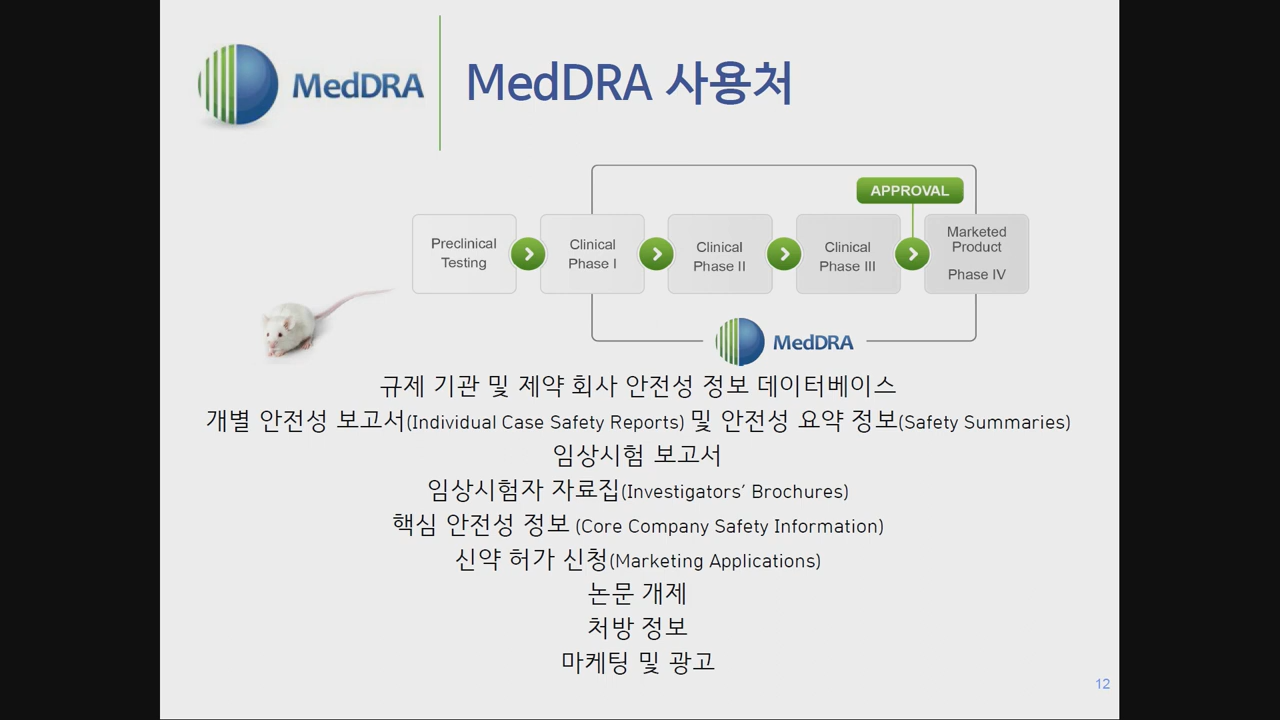 MedDRA
MedDRA 사용처
APPROVAL
Preclinical
Testing
Clinical
Phase I
Clinical
Phase II
Clinical
Phase III
Marketed
Product
Phase IV
MedDRA
규제 기관 및 제약 회사 안전성 정보 데이터베이스
개별 안전성 보고서(Individual Case Safety Reports) 및 안전성 요약 정보(Safety Summaries)
임상시험 보고서
임상시험자 자료집(Investigators’ Brochures)
핵심 안전성 정보 (Core Company Safety Information)
신약 허가 신청(Marketing Applications)
논문 개제
처방 정보
마케팅 및 광고
12